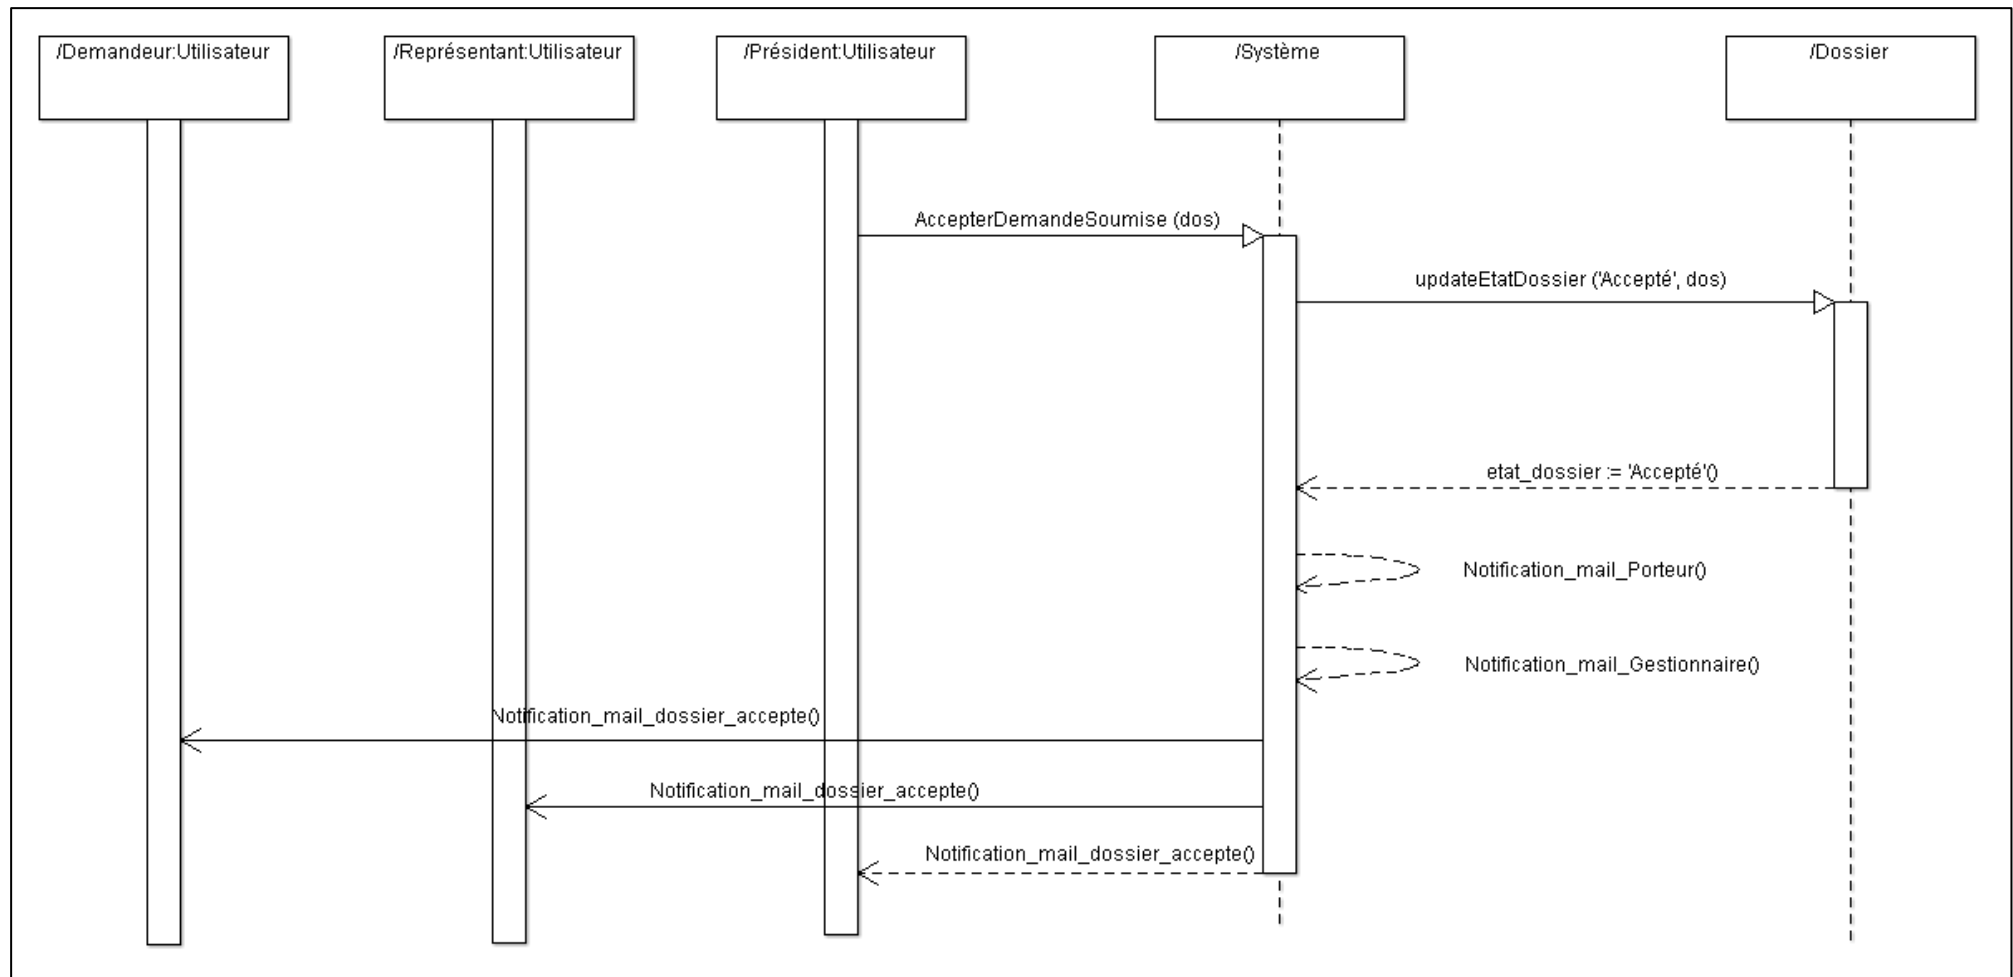 /Demandeur:Utilisateur
/Représentant:Utilisateur
/Président:Utilisateur
/Système
/Dossier
AccepterDemandeSoumise (dos)
updateEtatDossier ('Accepté', dos)
etat_dossier := 'Accepté'()
Notification_mail_Porteur()
Notification_mail_Gestionnaire()
Notification_mail_dossier_accepte()
Notification_mail_dossier_accepte()
Notification_mail_dossier_accepte()